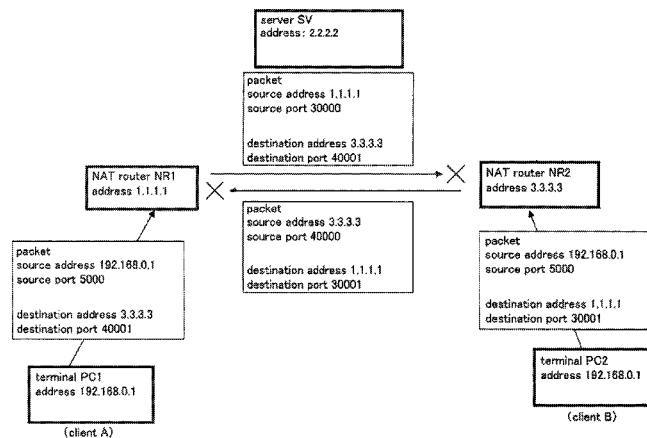 server SV
address: 2.2.2.2
packet
source address 1.1.1.1
source port 30000
destination address 3.3.3.3
destination port 40001
NAT router NR1
address 1.1.1.1
NAT router NR2
address 3.3.3.3
packet
source address 3.3.3.3
source port 40000
destination address 1.1.1.1
destination port 30001
packet
source address 192.168.0.1
source port 5000
destination address 3.3.3.3
destination port 40001
packet
source address 192.168.0.1
source port 5000
destination address 1.1.1.1
destination port 30001
terminal PC1
address 192.168.0.1
(client A)
terminal PC2
address 192.168.0.1
(client B)